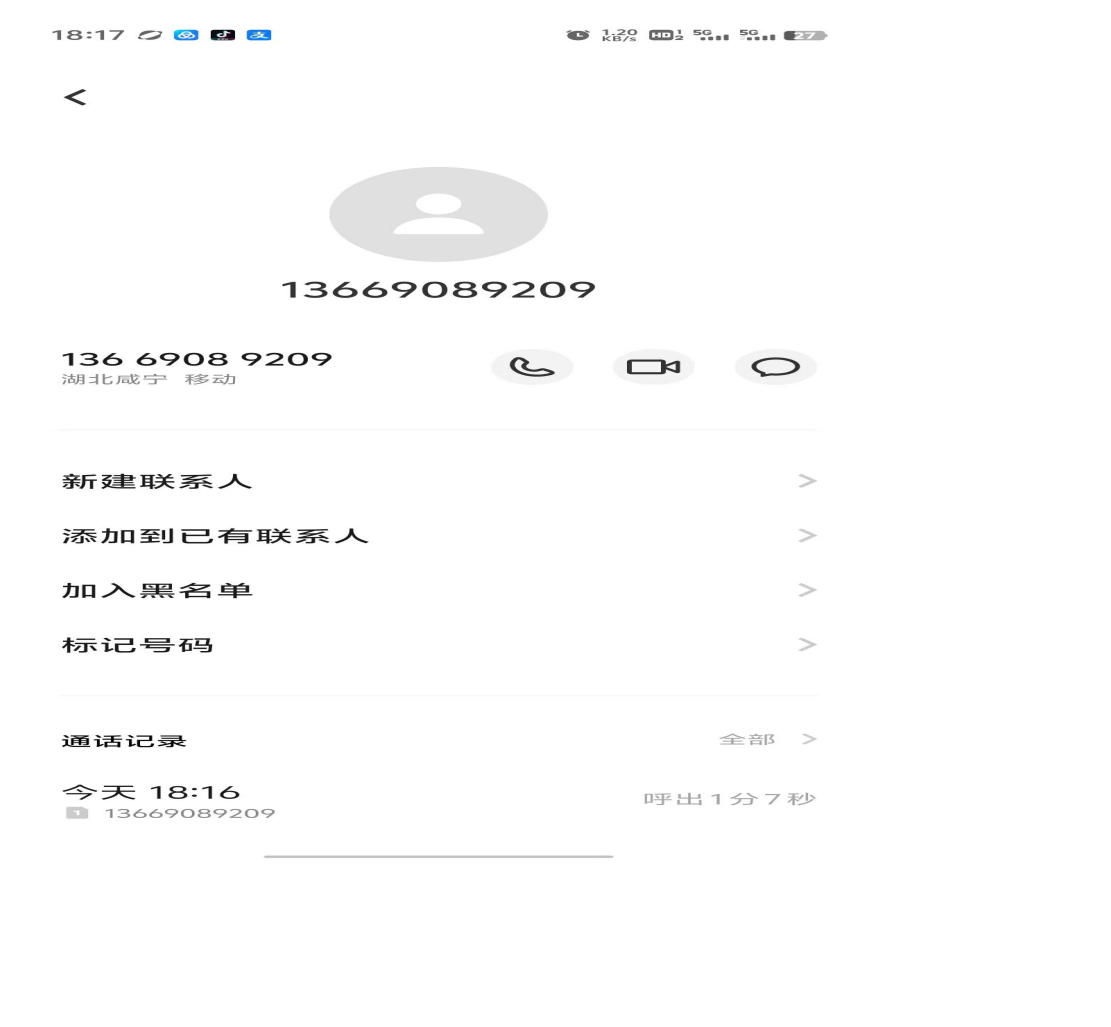 18:17 1.20 KB/s HD 1 2 5G 5G 27
13669089209
136 6908 9209
湖北咸宁 移动
新建联系人
添加到已有联系人
加入黑名单
标记号码
通话记录 全部
今天 18:16
呼出1分7秒
1 13669089209